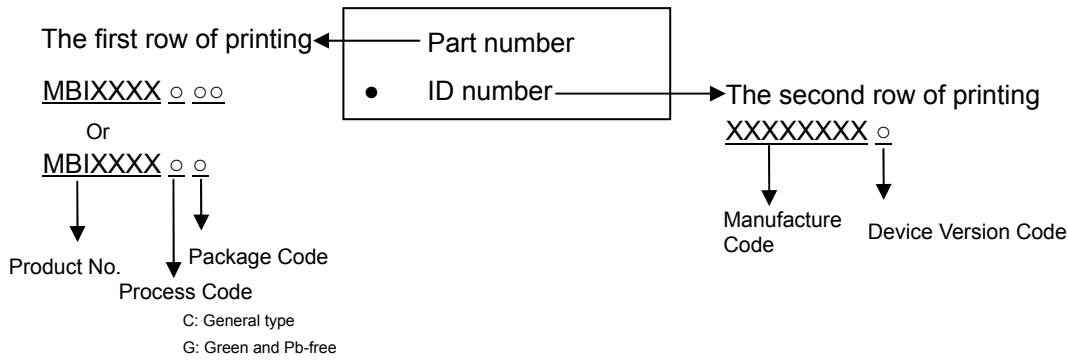 The first row of printing
Part number
MBIXXXX ○ ○○
● ID number
The second row of printing
Or
XXXXXXXX ○
MBIXXXX ○ ○
Manufacture
Code
Device Version Code
Product No.
Package Code
Process Code
C: General type
G: Green and Pb-free